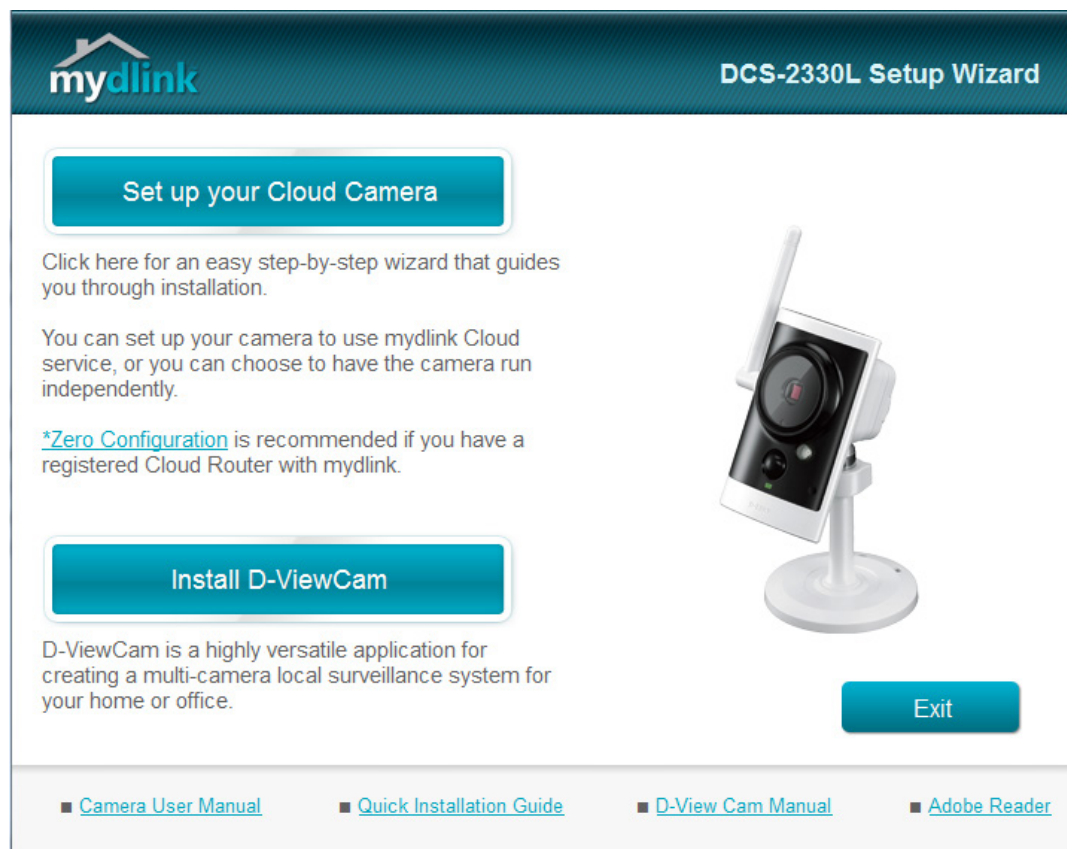 mydlink
DCS-2330L Setup Wizard
Set up your Cloud Camera
Click here for an easy step-by-step wizard that guides
you through installation.
You can set up your camera to use mydlink Cloud
service, or you can choose to have the camera run
independently.
*Zero Configuration is recommended if you have a
registered Cloud Router with mydlink.
Install D-ViewCam
D-ViewCam is a highly versatile application for
creating a multi-camera local surveillance system for
your home or office.
Exit
Camera User Manual
Quick Installation Guide
D-View Cam Manual
Adobe Reader